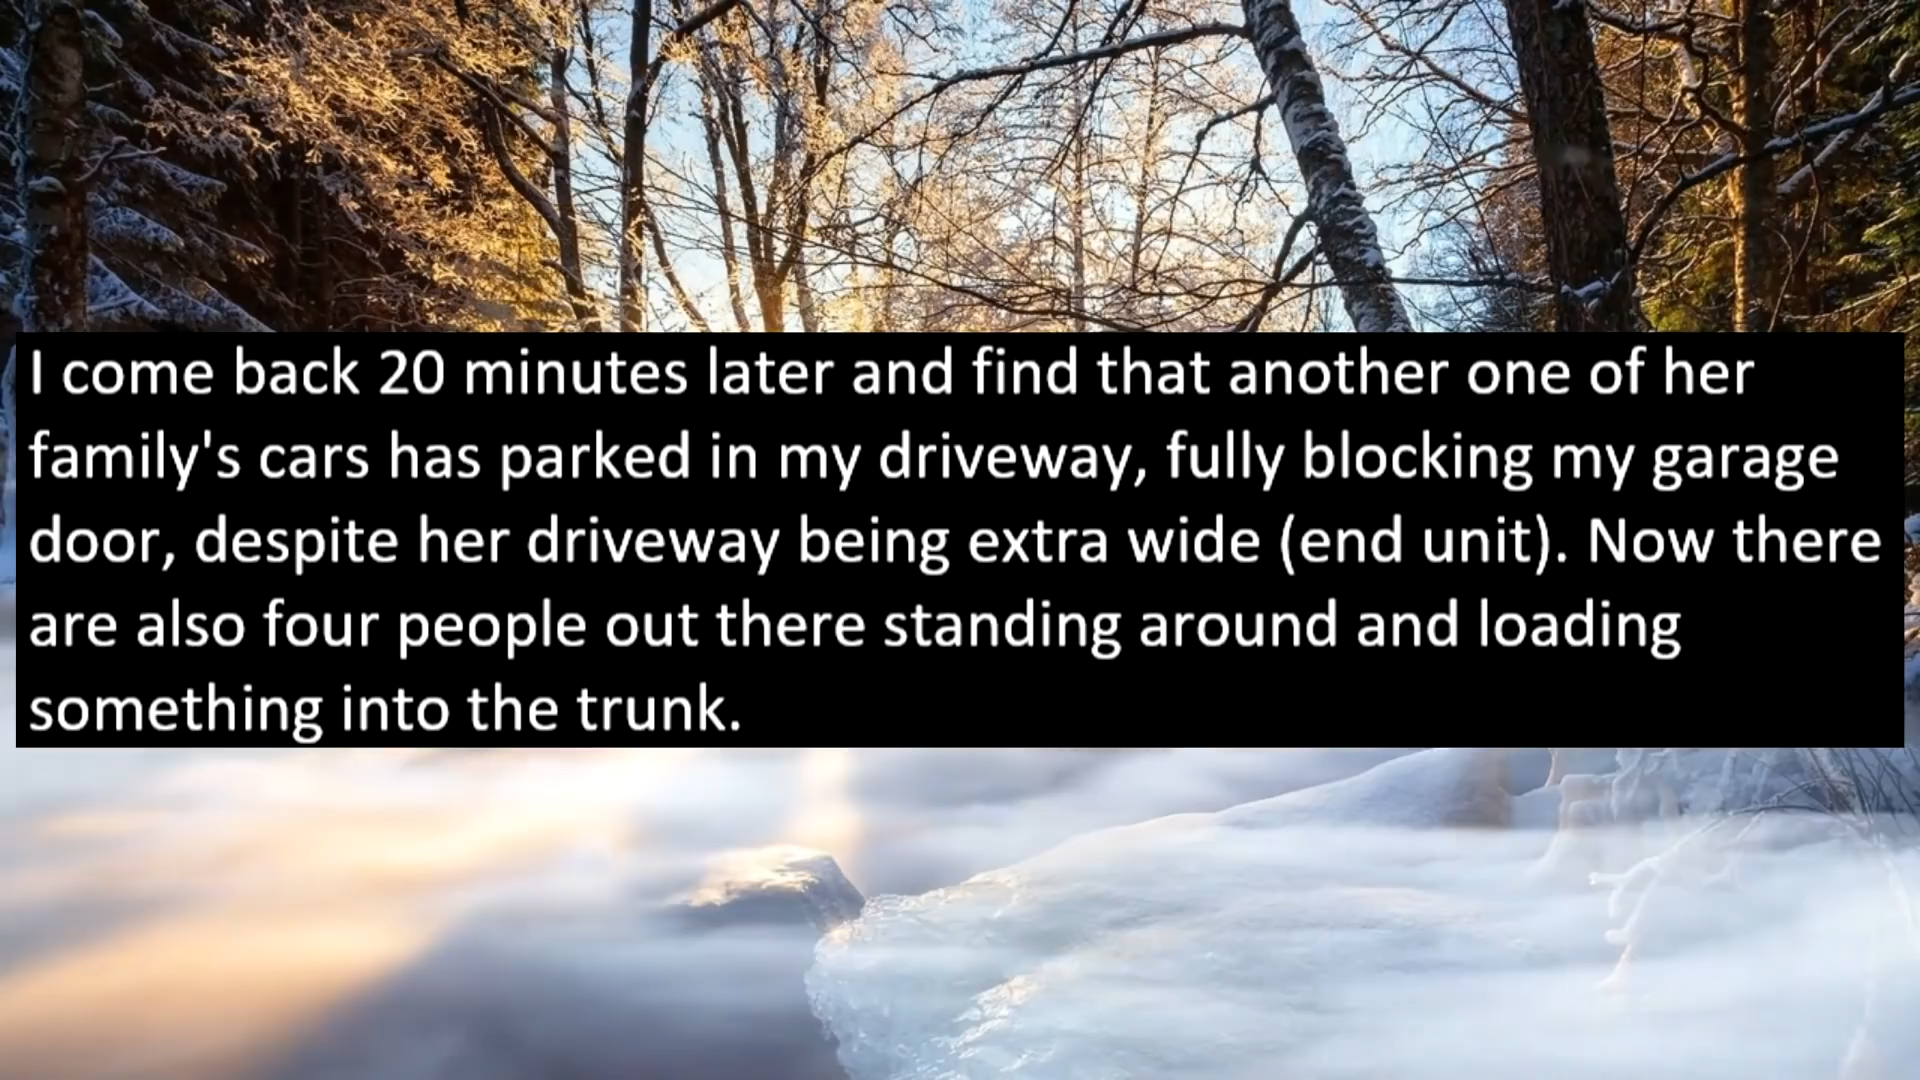 I come back 20 minutes later and find that another one of her
family's cars has parked in my driveway, fully blocking my garage
door, despite her driveway being extra wide (end unit). Now there
are also four people out there standing around and loading
something into the trunk.